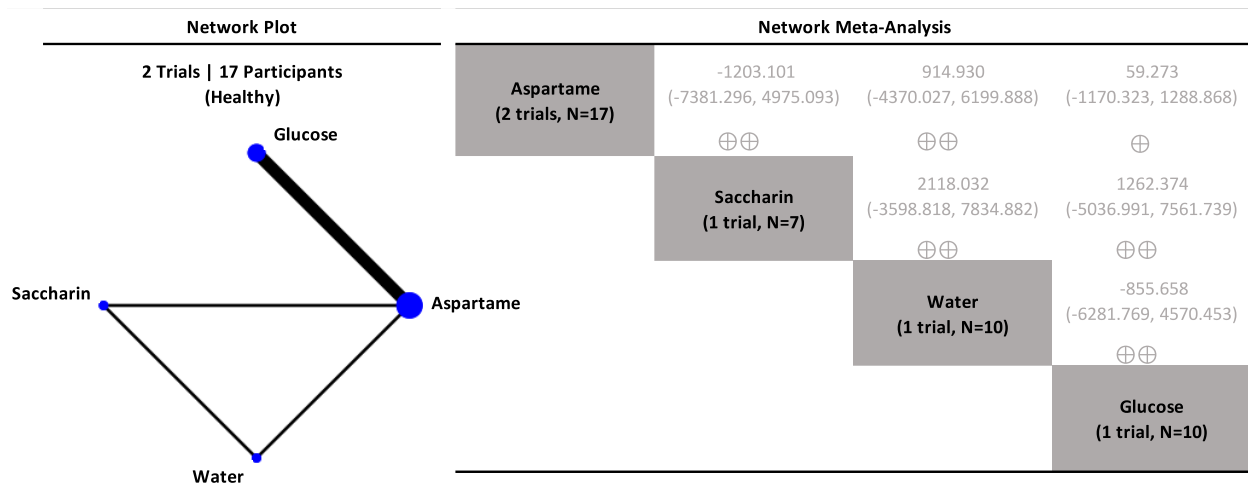 Network Plot
2 Trials | 17 Participants
(Healthy)
Glucose
Saccharin
Aspartame
Water
Network Meta-Analysis
Aspartame
(2 trials, N=17)
-1203.101
(-7381.296, 4975.093)
⊕⊕
914.930
(-4370.027, 6199.888)
⊕⊕
59.273
(-1170.323, 1288.868)
⊕
Saccharin
(1 trial, N=7)
2118.032
(-3598.818, 7834.882)
⊕⊕
1262.374
(-5036.991, 7561.739)
⊕⊕
Water
(1 trial, N=10)
-855.658
(-6281.769, 4570.453)
⊕⊕
Glucose
(1 trial, N=10)